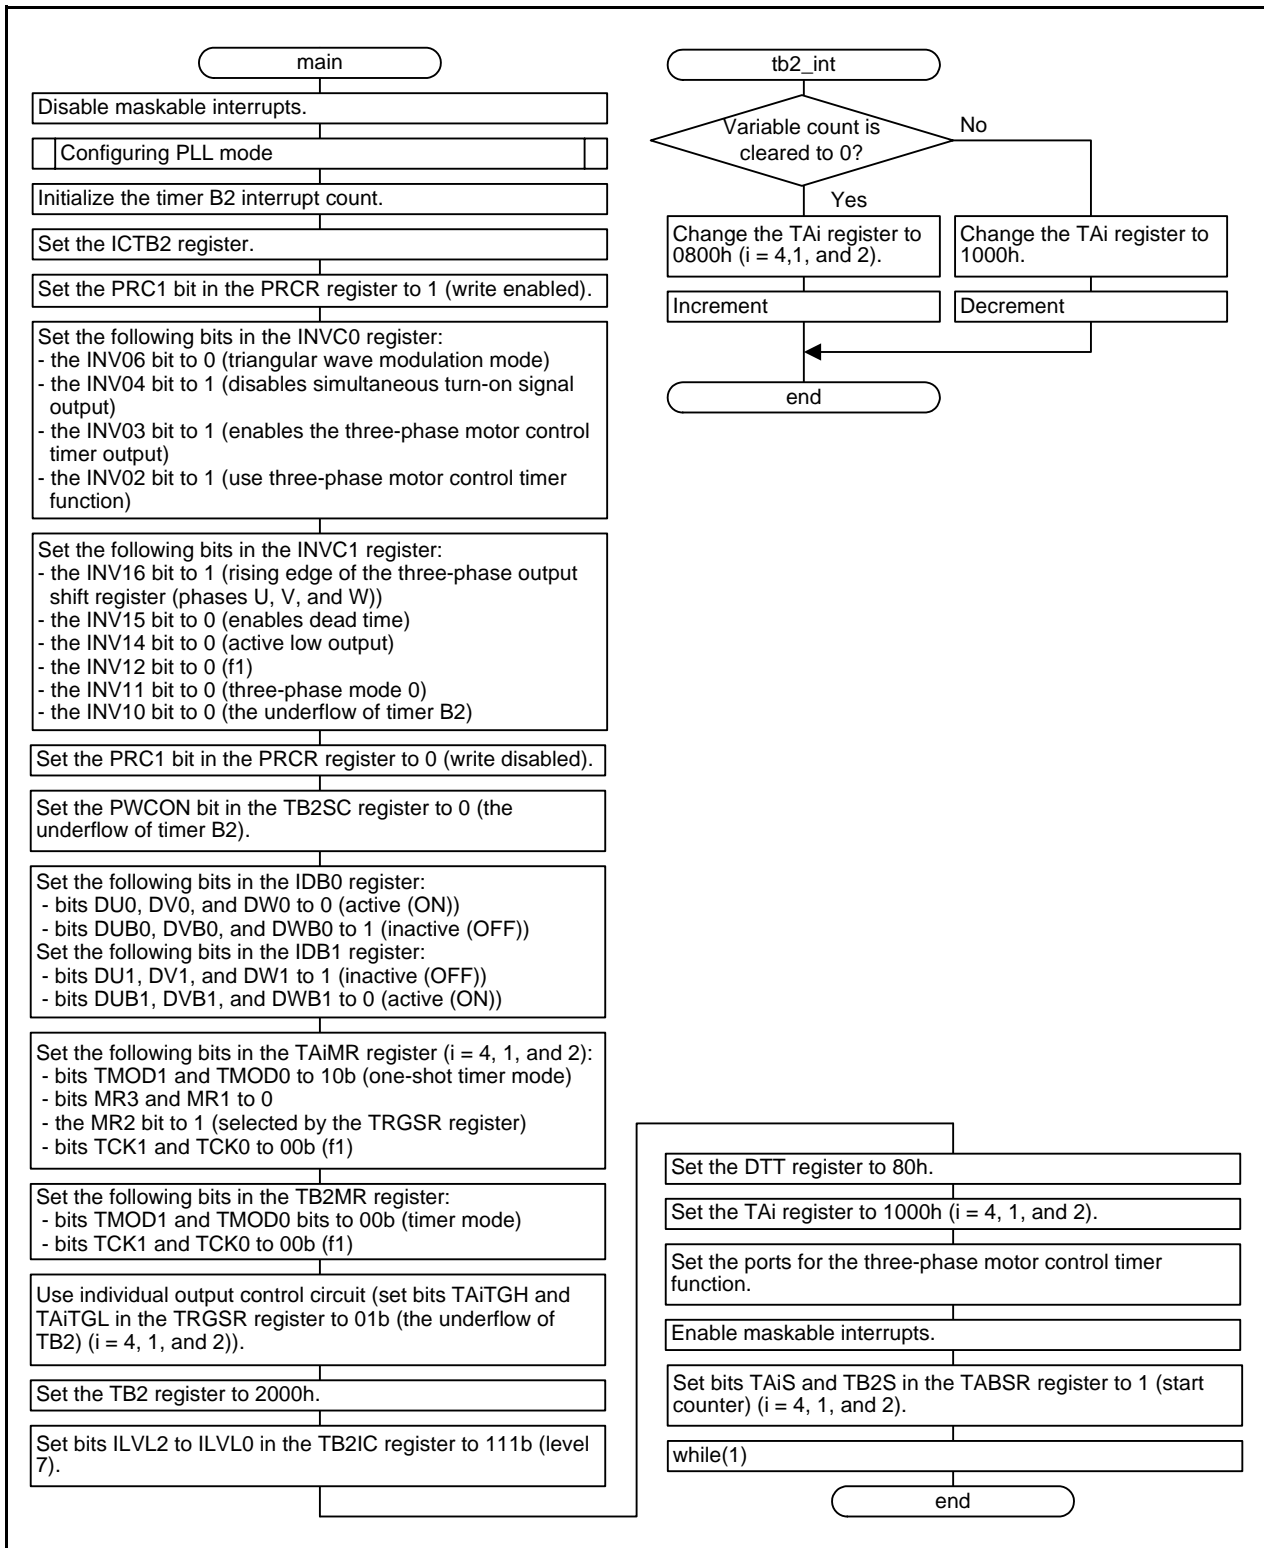 main
Disable maskable interrupts.
Configuring PLL mode
Initialize the timer B2 interrupt count.
Set the ICTB2 register.
Set the PRC1 bit in the PRCR register to 1 (write enabled).
Set the following bits in the INVC0 register:
- the INV06 bit to 0 (triangular wave modulation mode)
- the INV04 bit to 1 (disables simultaneous turn-on signal
output)
- the INV03 bit to 1 (enables the three-phase motor control
timer output)
- the INV02 bit to 1 (use three-phase motor control timer
function)
Set the following bits in the INVC1 register:
- the INV16 bit to 1 (rising edge of the three-phase output
shift register (phases U, V, and W))
- the INV15 bit to 0 (enables dead time)
- the INV14 bit to 0 (active low output)
- the INV12 bit to 0 (f1)
- the INV11 bit to 0 (three-phase mode 0)
- the INV10 bit to 0 (the underflow of timer B2)
Set the PRC1 bit in the PRCR register to 0 (write disabled).
Set the PWCON bit in the TB2SC register to 0 (the
underflow of timer B2).
Set the following bits in the IDB0 register:
- bits DU0, DV0, and DW0 to 0 (active (ON))
- bits DUB0, DVB0, and DWB0 to 1 (inactive (OFF))
Set the following bits in the IDB1 register:
- bits DU1, DV1, and DW1 to 1 (inactive (OFF))
- bits DUB1, DVB1, and DWB1 to 0 (active (ON))
Set the following bits in the TAiMR register (i = 4, 1, and 2):
- bits TMOD1 and TMOD0 to 10b (one-shot timer mode)
- bits MR3 and MR1 to 0
- the MR2 bit to 1 (selected by the TRGSR register)
- bits TCK1 and TCK0 to 00b (f1)
Set the following bits in the TB2MR register:
- bits TMOD1 and TMOD0 bits to 00b (timer mode)
- bits TCK1 and TCK0 to 00b (f1)
Use individual output control circuit (set bits TAiTGH and
TAiTGL in the TRGSR register to 01b (the underflow of
TB2) (i = 4, 1, and 2)).
Set the TB2 register to 2000h.
Set bits ILVL2 to ILVL0 in the TB2IC register to 111b (level
7).
Set the DTT register to 80h.
Set the TAi register to 1000h (i = 4, 1, and 2).
Set the ports for the three-phase motor control timer
function.
Enable maskable interrupts.
Set bits TAiS and TB2S in the TABSR register to 1 (start
counter) (i = 4, 1, and 2).
while(1)
end
tb2_int
Variable count is
cleared to 0?
No
Yes
Change the TAi register to
0800h (i = 4,1, and 2).
Increment
Change the TAi register to
1000h.
Decrement
end